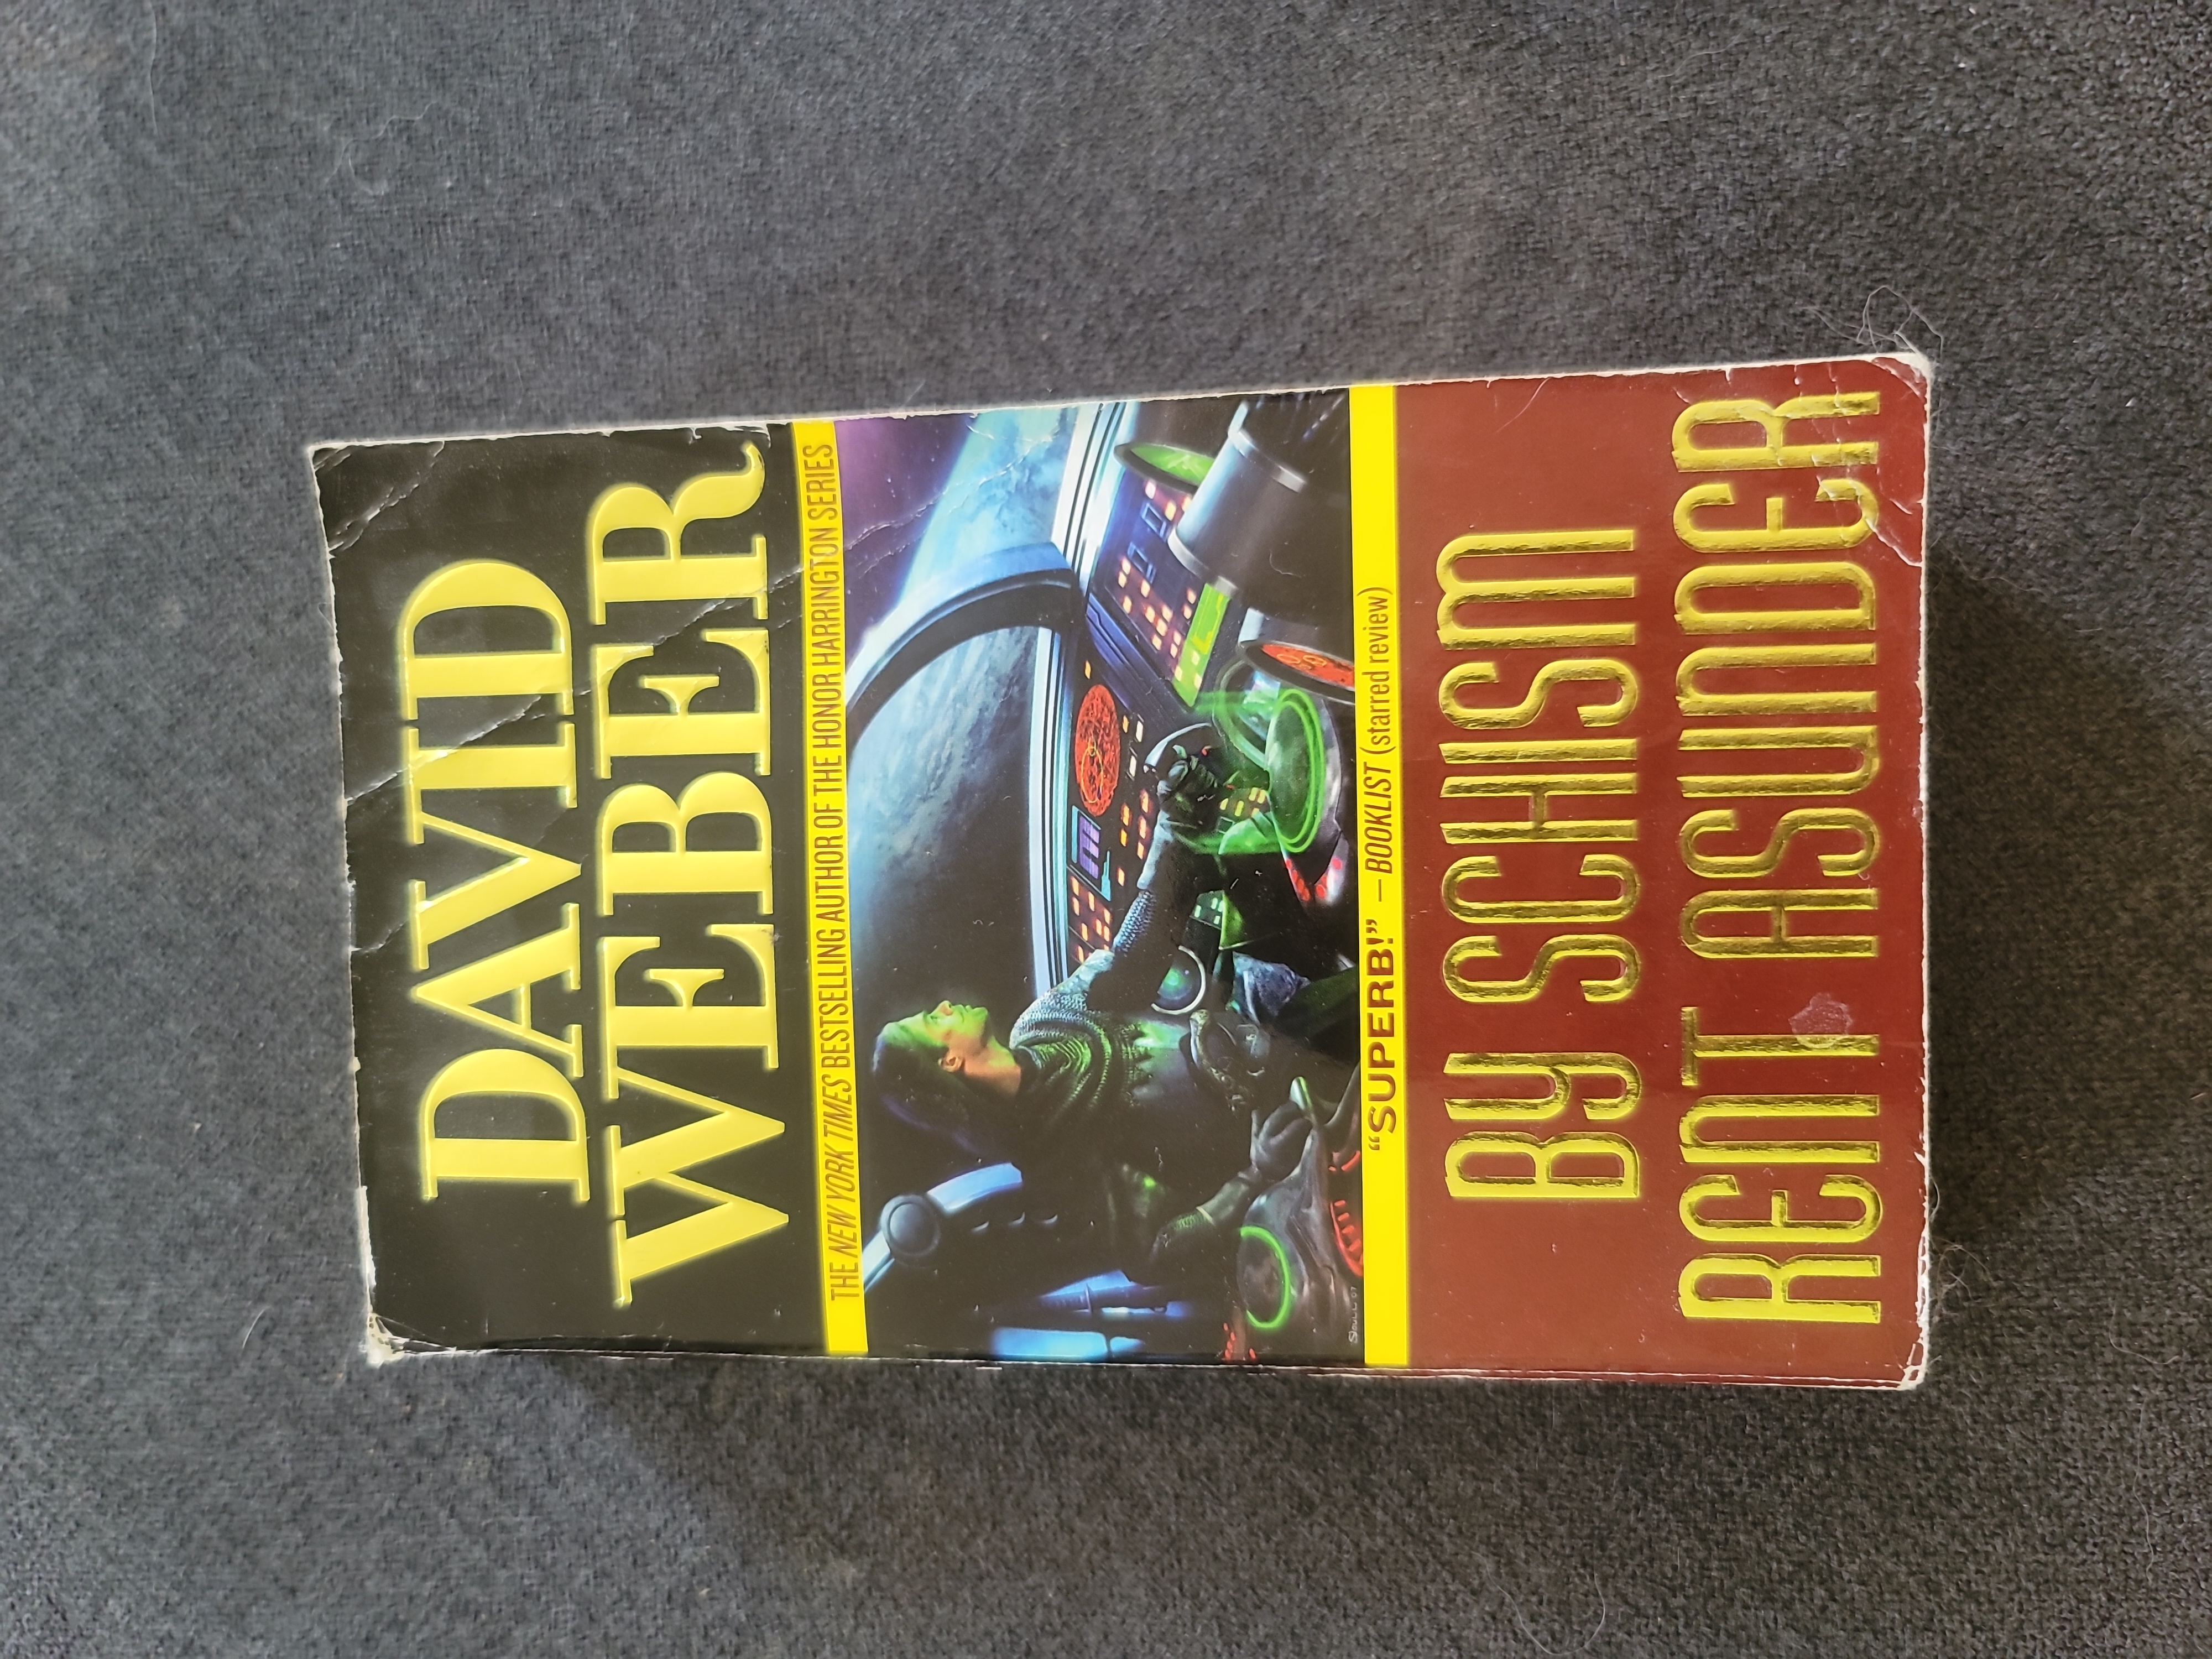 DAVID
WEBER
THE NEW YORK TIMES BESTSELLING AUTHOR OF THE HONOR HARRINGTON SERIES
"SUPERB!" —BOOKLIST (starred review)
BY SCHISM
RENT ASUNDER